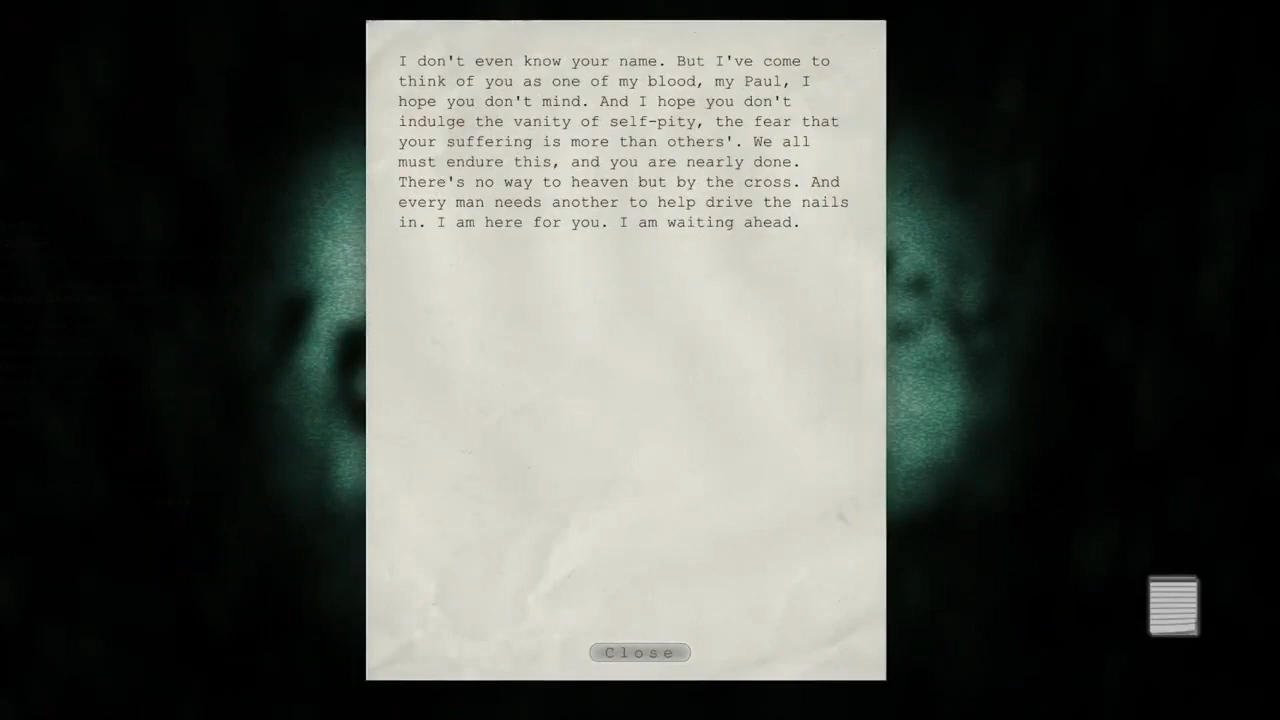 I don't even know your name. But I've come to
think of you as one of my blood, my Paul, I
hope you don't mind. And I hope you don't
indulge the vanity of self-pity, the fear that
your suffering is more than others'. We all
must endure this, and you are nearly done.
There's no way to heaven but by the cross. And
every man needs another to help drive the nails
in. I am here for you. I am waiting ahead.
Close